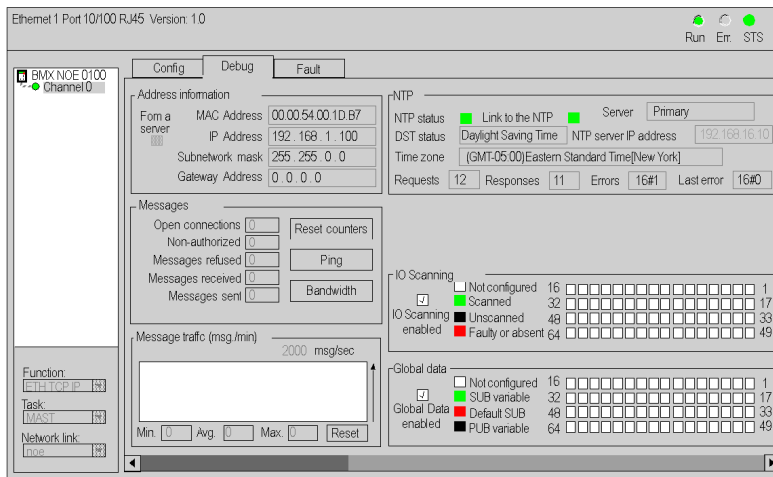 Ethernet 1 Port 10/100 RJ45 Version: 1.0
Run Err. STS
BMX NOE 0100
Channel 0
Config Debug Fault
Address information
From a server
MAC Address 00.00.54.00.1D.B7
IP Address 192.168.1.100
Subnetwork mask 255.255.0.0
Gateway Address 0.0.0.0
NTP
NTP status Link to the NTP Server Primary
DST status Daylight Saving Time NTP server IP address 192.168.16.10
Time zone (GMT-05:00)Eastern Standard Time[New York]
Requests 12 Responses 11 Errors 16#1 Last error 16#0
Messages
Open connections 0 Reset counters
Non-authorized 0
Messages refused 0 Ping
Messages received 0
Messages sent 0 Bandwidth
IO Scanning
IO Scanning enabled
Not configured 16 1
Scanned 32 17
Unscanned 48 33
Faulty or absent 64 49
Message traffc (msg./min)
2000 msg/sec
Min. 0 Avg. 0 Max. 0 Reset
Global data
Global Data enabled
Not configured 16 1
SUB variable 32 17
Default SUB 48 33
PUB variable 64 49
Function:
ETH TCP IP
Task:
MAST
Network link:
noe